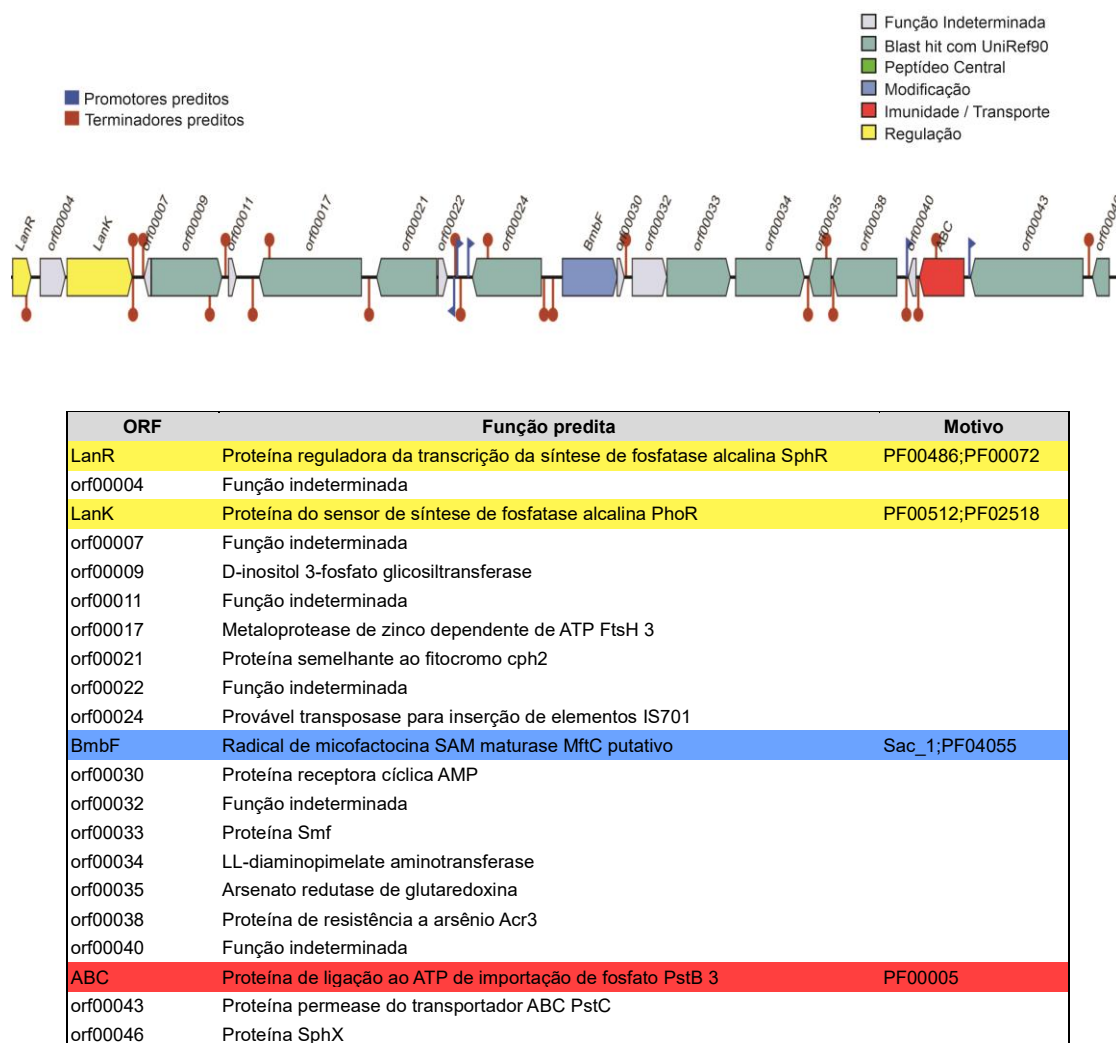 Função Indeterminada
Blast hit com UniRef90
Peptídeo Central
Modificação
Imunidade / Transporte
Regulação
Promotores preditos
Terminadores preditos
LanR
orf00004
LanK
orf00007
orf00009
orf00011
orf00017
orf00021
orf00022
orf00024
BmbF
orf00030
orf00032
orf00033
orf00034
orf00035
orf00038
orf00040
ABC
orf00043
ORF Função predita Motivo
LanR Proteína reguladora da transcrição da síntese de fosfatase alcalina SphR PF00486;PF00072
orf00004 Função indeterminada
LanK Proteína do sensor de síntese de fosfatase alcalina PhoR PF00512;PF02518
orf00007 Função indeterminada
orf00009 D-inositol 3-fosfato glicosiltransferase
orf00011 Função indeterminada
orf00017 Metaloprotease de zinco dependente de ATP FtsH 3
orf00021 Proteína semelhante ao fitocromo cph2
orf00022 Função indeterminada
orf00024 Provável transposase para inserção de elementos IS701
BmbF Radical de micofactocina SAM maturase MftC putativo Sac_1;PF04055
orf00030 Proteína receptora cíclica AMP
orf00032 Função indeterminada
orf00033 Proteína Smf
orf00034 LL-diaminopimelate aminotransferase
orf00035 Arsenato redutase de glutaredoxina
orf00038 Proteína de resistência a arsênio Acr3
orf00040 Função indeterminada
ABC Proteína de ligação ao ATP de importação de fosfato PstB 3 PF00005
orf00043 Proteína permease do transportador ABC PstC
orf00046 Proteína SphX